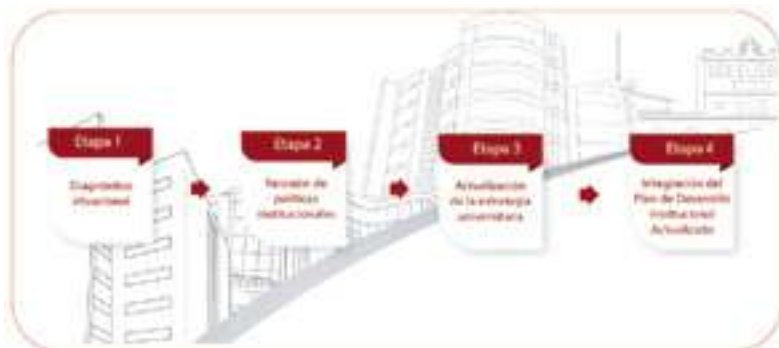 Etapa 1
Diagnóstico
situacional
Etapa 2
Revisión de
políticas
institucionales
Etapa 3
Actualización
de la estrategia
universitaria
Etapa 4
Integración del
Plan de Desarrollo
Institucional
Actualizado